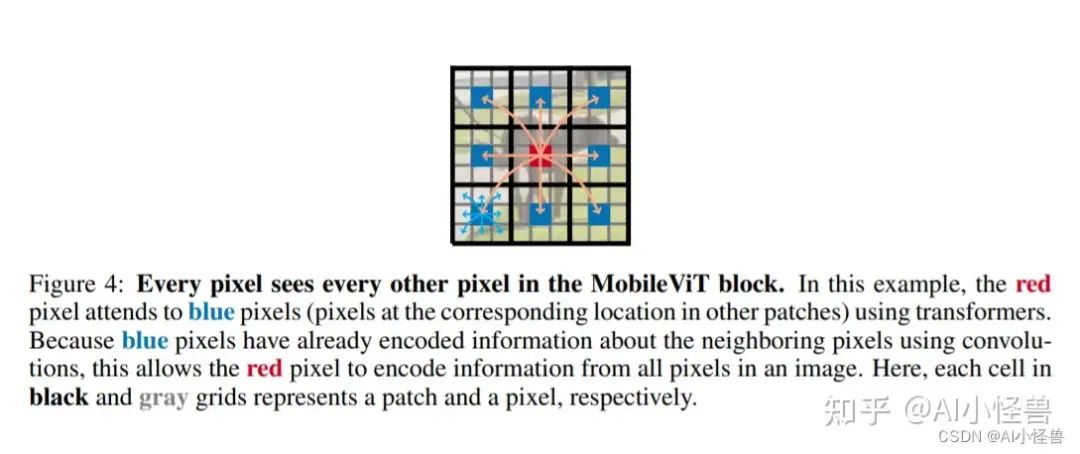 Figure 4: Every pixel sees every other pixel in the MobileViT block. In this example, the red
pixel attends to blue pixels (pixels at the corresponding location in other patches) using transformers.
Because blue pixels have already encoded information about the neighboring pixels using convolu-
tions, this allows the red pixel to encode information from all pixels in an image. Here, each cell in
black and gray grids represents a patch and a pixel, respectively.
知乎 @AI小怪兽
CSDN @AI小怪兽